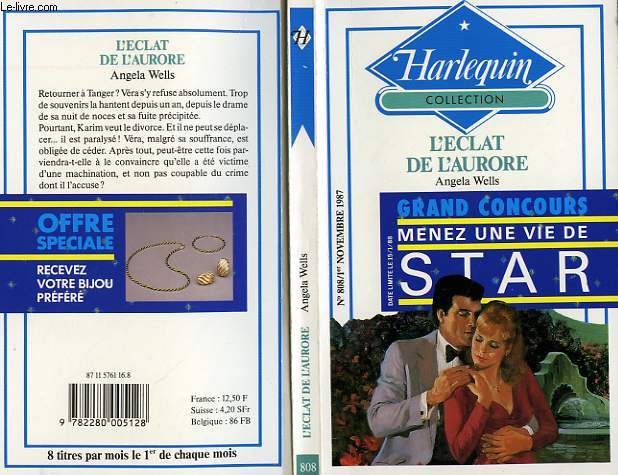 Le-livre.com
L'ECLAT
DE L'AURORE
Angela Wells
Retourner à Tanger ? Véra s'y refuse absolument. Trop
de souvenirs la hantent depuis un an, depuis le drame
de sa nuit de noces et sa fuite précipitée.
Pourtant, Karim veut le divorce. Et il ne peut se dépla-
cer... il est paralysé ! Véra, malgré sa souffrance, est
obligée de céder. Après tout, peut-être cette fois par-
viendra-t-elle à le convaincre qu'elle a été victime
d'une machination, et non pas coupable du crime
dont il l'accuse ?
OFFRE
SPECIALE
RECEVEZ
VOTRE BIJOU
PRÉFÉRÉ
87 11 5761 16.8
9 782280 005128
France : 12,50 F
Suisse : 4,20 SFr
Belgique : 86 FB
8 titres par mois le 1er de chaque mois
H
L'ECLAT DE L'AURORE Angela Wells
808
Harlequin
COLLECTION
L'ECLAT
DE L'AURORE
Angela Wells
N° 808/1er NOVEMBRE 1987
GRAND CONCOURS
MENEZ UNE VIE DE
STAR
DATE LIMITE LE 15/1/88